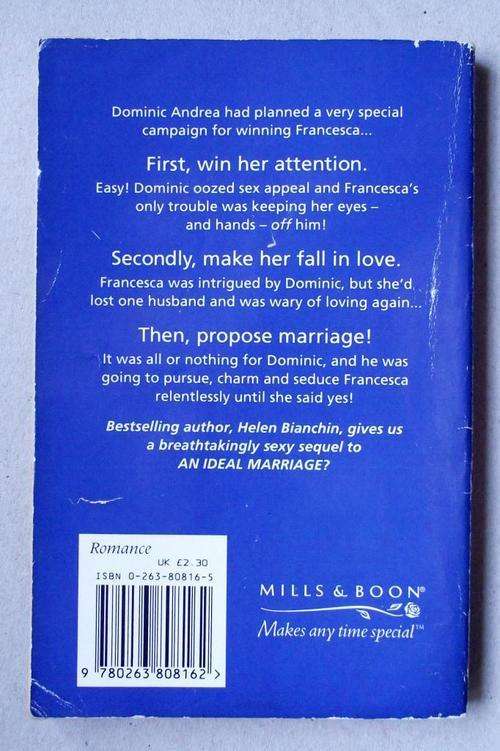 Dominic Andrea had planned a very special
campaign for winning Francesca...
First, win her attention.
Easy! Dominic oozed sex appeal and Francesca's
only trouble was keeping her eyes –
and hands – off him!
Secondly, make her fall in love.
Francesca was intrigued by Dominic, but she'd
lost one husband and was wary of loving again...
Then, propose marriage!
It was all or nothing for Dominic, and he was
going to pursue, charm and seduce Francesca
relentlessly until she said yes!
Bestselling author, Helen Bianchin, gives us
a breathtakingly sexy sequel to
AN IDEAL MARRIAGE?
Romance
UK £2.30
ISBN 0-263-80816-5
9 780263 808162 >
MILLS & BOON®
Makes any time special™